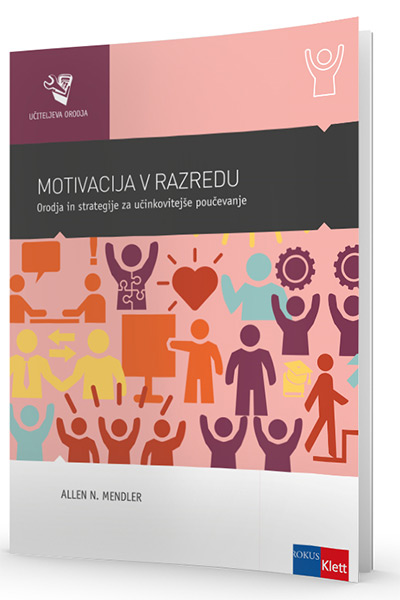 UČITELJEVA ORODJA
MOTIVACIJA V RAZREDU
Orodja in strategije za učinkovitejše poučevanje
ALLEN N. MENDLER
ROKUS
Klett